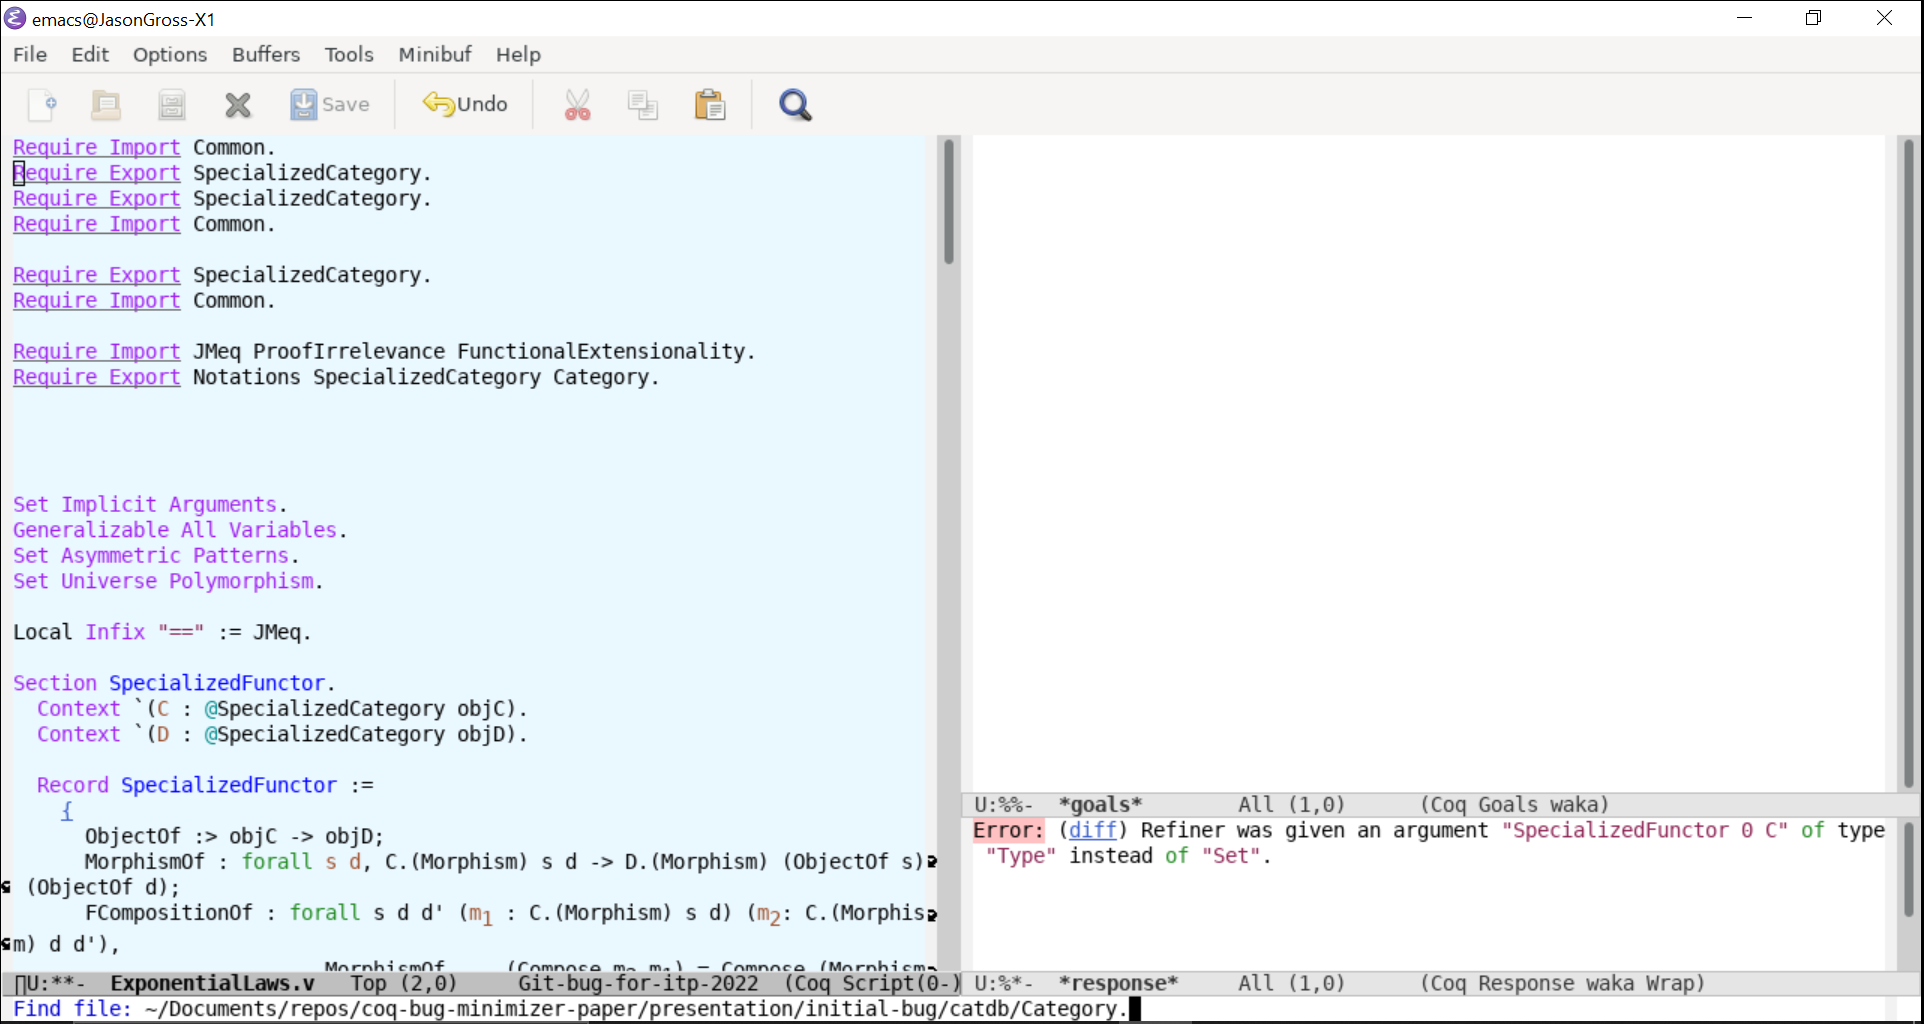 emacs@JasonGross-X1
File Edit Options Buffers Tools Minibuf Help
Save Undo
Require Import Common.
Require Export SpecializedCategory.
Require Export SpecializedCategory.
Require Import Common.
Require Export SpecializedCategory.
Require Import Common.
Require Import JMeq ProofIrrelevance FunctionalExtensionality.
Require Export Notations SpecializedCategory Category.
Set Implicit Arguments.
Generalizable All Variables.
Set Asymmetric Patterns.
Set Universe Polymorphism.
Local Infix "==" := JMeq.
Section SpecializedFunctor.
Context `(C : @SpecializedCategory objC).
Context `(D : @SpecializedCategory objD).
Record SpecializedFunctor :=
{
ObjectOf :> objC -> objD;
MorphismOf : forall s d, C.(Morphism) s d -> D.(Morphism) (ObjectOf s)
(ObjectOf d);
FCompositionOf : forall s d d' (m₁ : C.(Morphism) s d) (m₂: C.(Morphis
m) d d'),
MorphismOf _ _ (Compose m₂ m₁) = Compose (Morphism
U:**- ExponentialLaws.v Top (2,0) Git-bug-for-itp-2022 (Coq Script(0-)
U:%%- *goals* All (1,0) (Coq Goals waka)
Error: (diff) Refiner was given an argument "SpecializedFunctor 0 C" of type
"Type" instead of "Set".
U:%*- *response* All (1,0) (Coq Response waka Wrap)
Find file: ~/Documents/repos/coq-bug-minimizer-paper/presentation/initial-bug/catdb/Category.